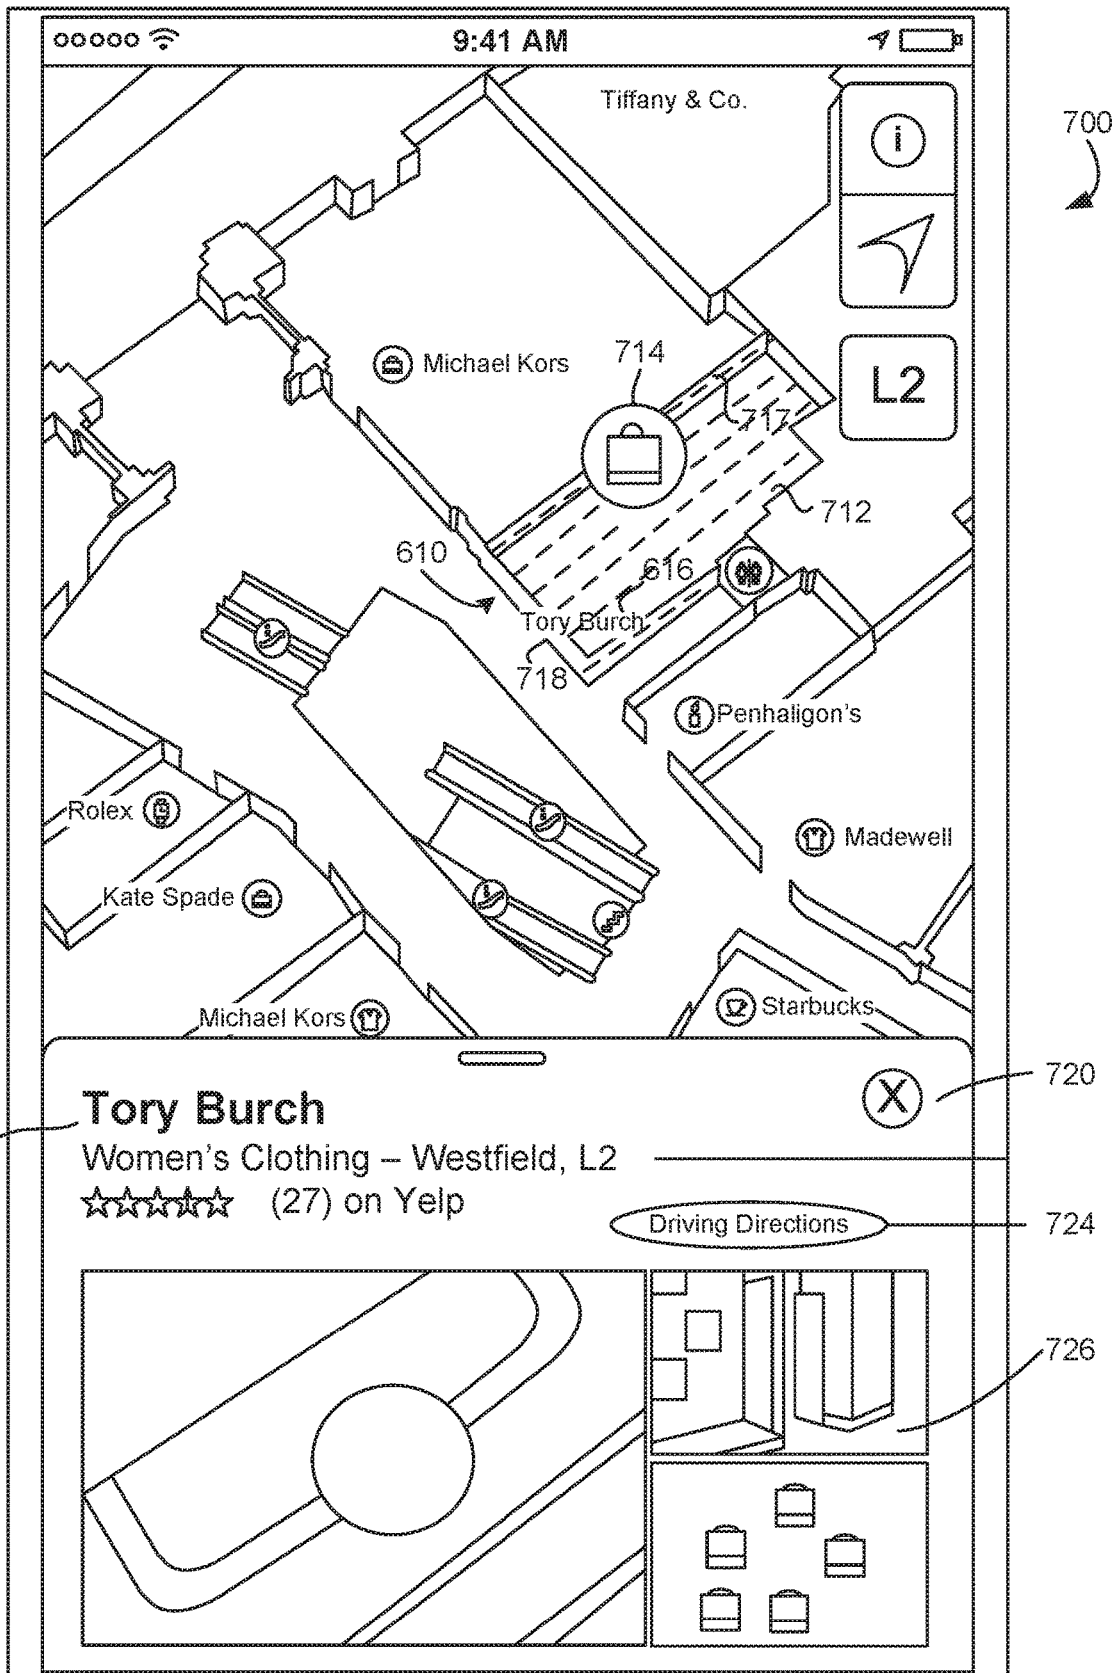 9:41 AM
Tiffany & Co.
i
700
714
Michael Kors
L2
717
712
610
616
Tory Burch
718
Penhaligon's
Rolex
Madewell
Kate Spade
Michael Kors
Starbucks
Tory Burch
X
720
Women's Clothing – Westfield, L2
(27) on Yelp
Driving Directions
724
726